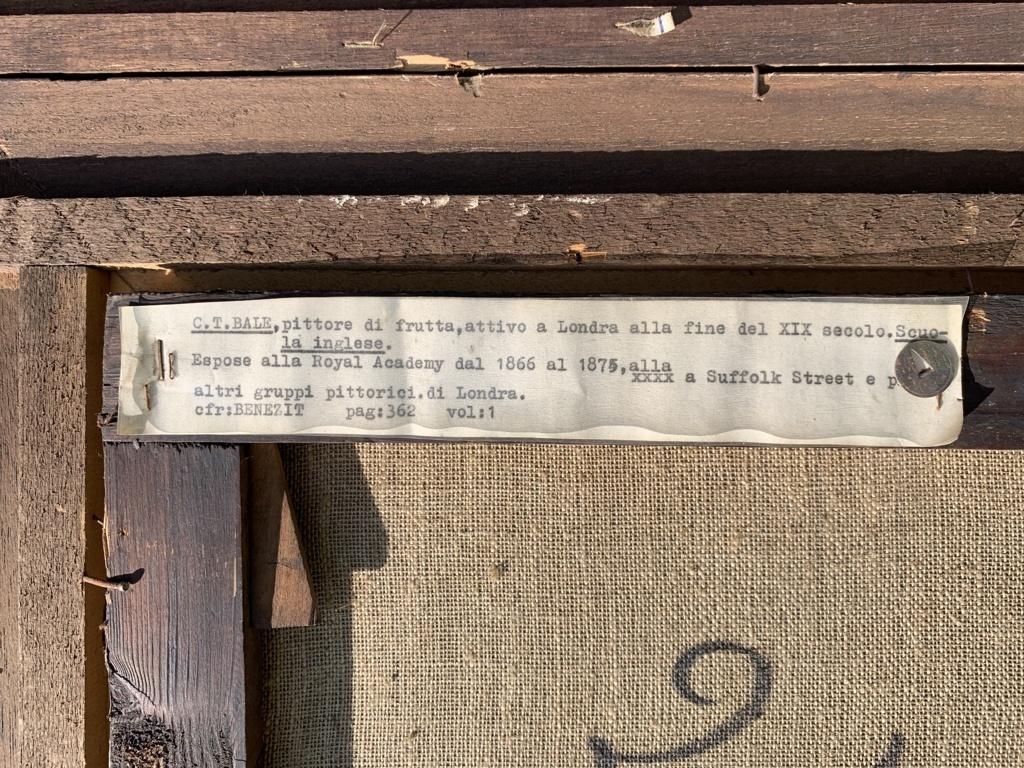 C.T.BALE,pittore di frutta,attivo a Londra alla fine del XIX secolo.Scuo-
la inglese.
Espose alla Royal Academy dal 1866 al 1875,alla xxxx a Suffolk Street e
altri gruppi pittorici.di Londra.
cfr:BENEZIT pag:362 vol:1